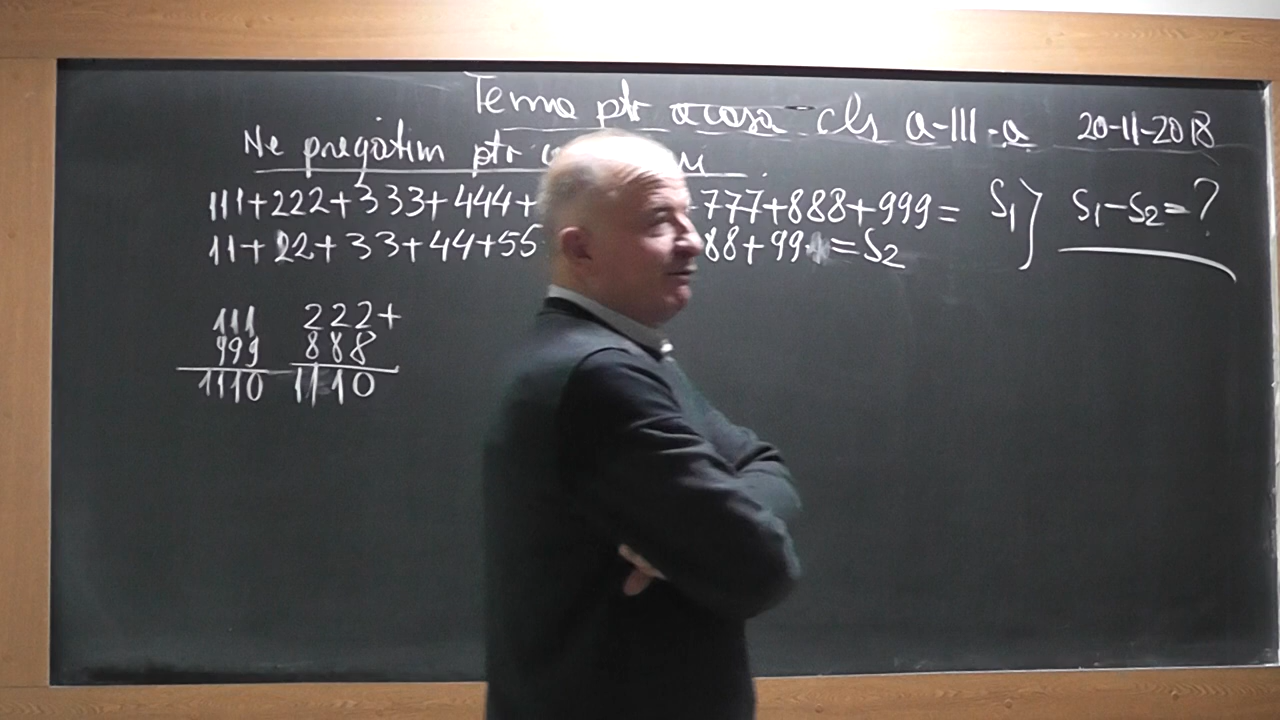 Tema ptr acasa cls a-III-a 20-11-2018
Ne pregătim ptr
111+222+333+444+ 777+888+999= S1} S1-S2=?
11+22+33+44+55 88+99=S2
111 222+
999 888
1110 1110